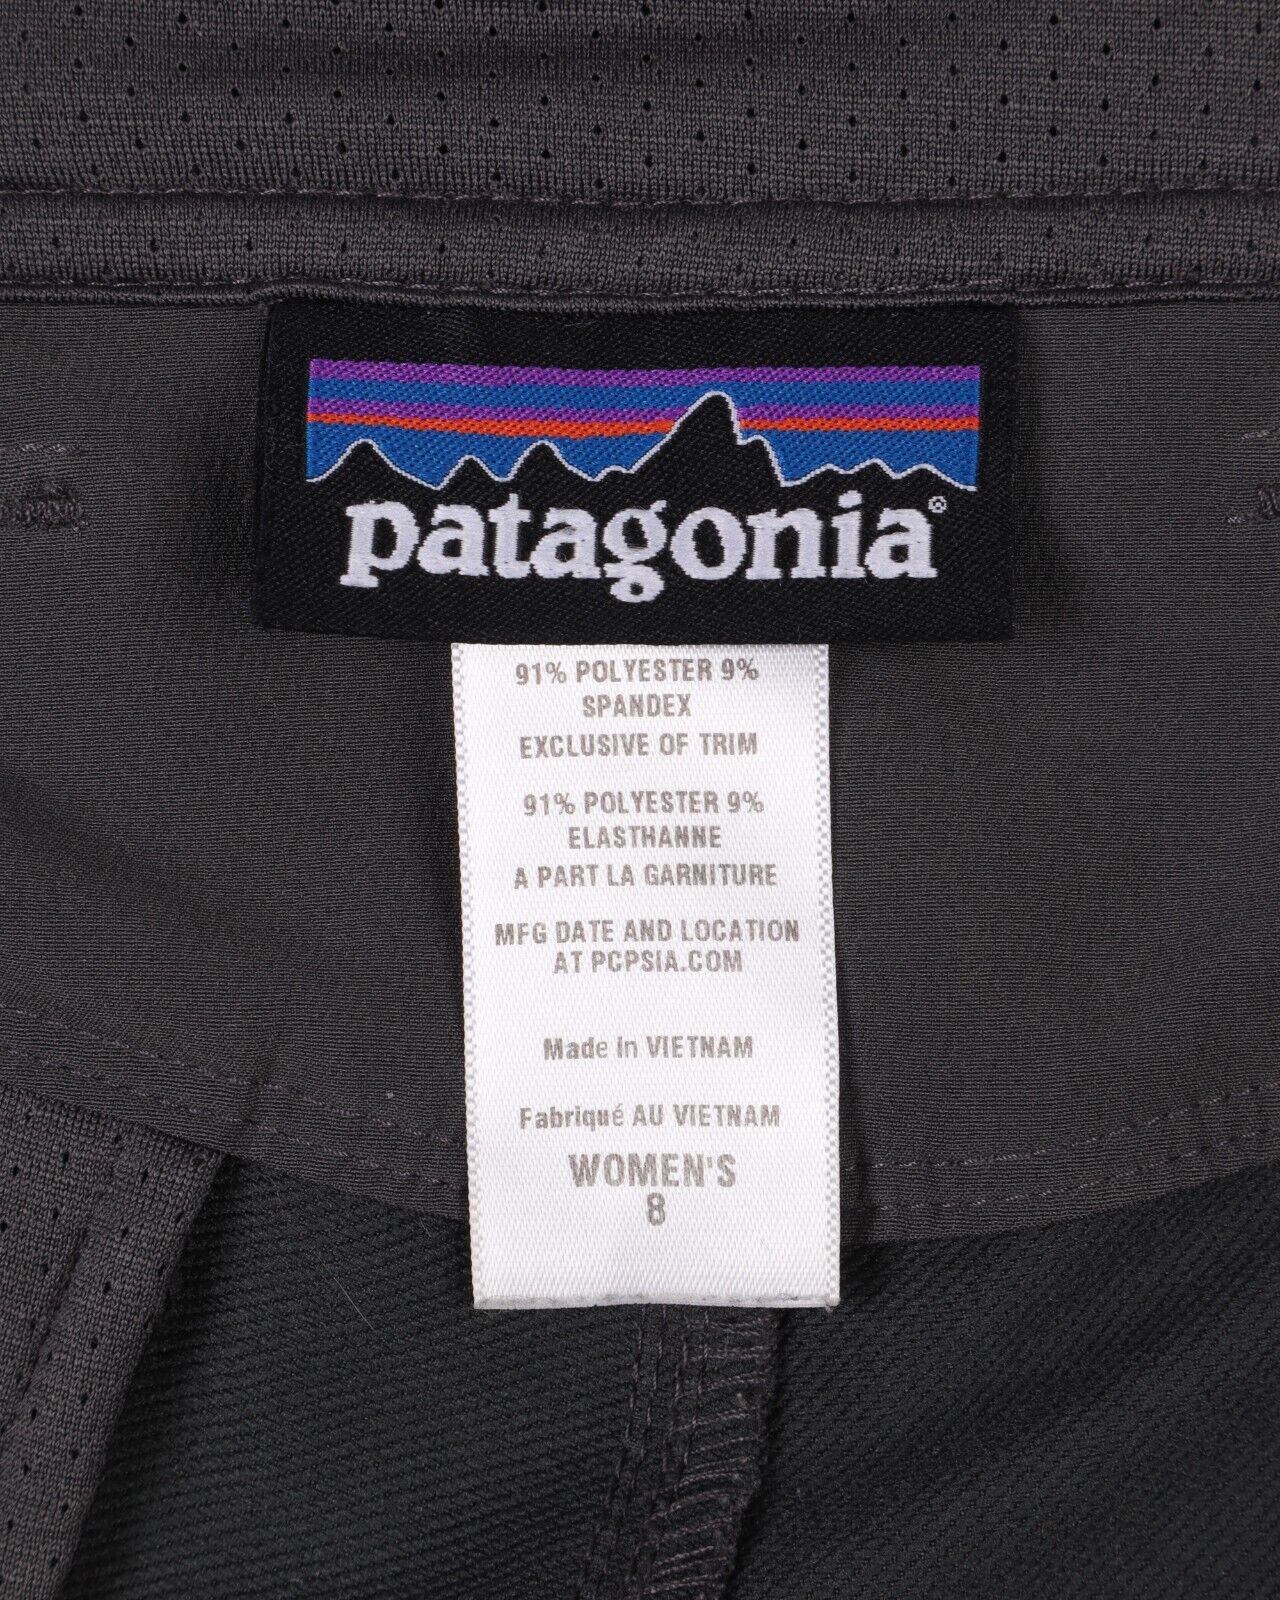 patagonia®
91% POLYESTER 9%
SPANDEX
EXCLUSIVE OF TRIM
91% POLYESTER 9%
ELASTHANNE
A PART LA GARNITURE
MFG DATE AND LOCATION
AT PCPSIA.COM
Made in VIETNAM
Fabriqué AU VIETNAM
WOMEN'S
8